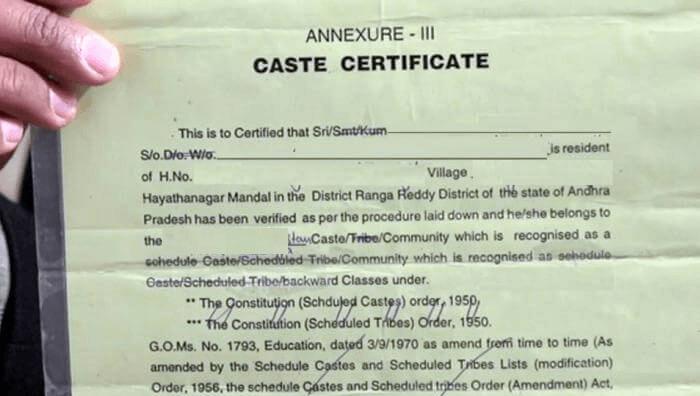 ANNEXURE - III
CASTE CERTIFICATE
This is to Certified that Sri/Smt/Kum
S/o.D/o. W/o. is resident
of H.No. Village
Hayathanagar Mandal in the District Ranga Reddy District of the state of Andhra
Pradesh has been verified as per the procedure laid down and he/she belongs to
the Caste/Tribe/Community which is recognised as a
schedule Caste/Scheduled Tribe/Community which is recognised as schedule
Caste/Scheduled Tribe/backward Classes under.
** The Constitution (Schduled Castes) order, 1950,
*** The Constitution (Scheduled Tribes) Order, 1950.
G.O.Ms. No. 1793, Education, dated 3/9/1970 as amend from time to time (As
amended by the Schedule Castes and Scheduled Tribes Lists (modification)
Order, 1956, the schedule Castes and Scheduled tribes Order (Amendment) Act,